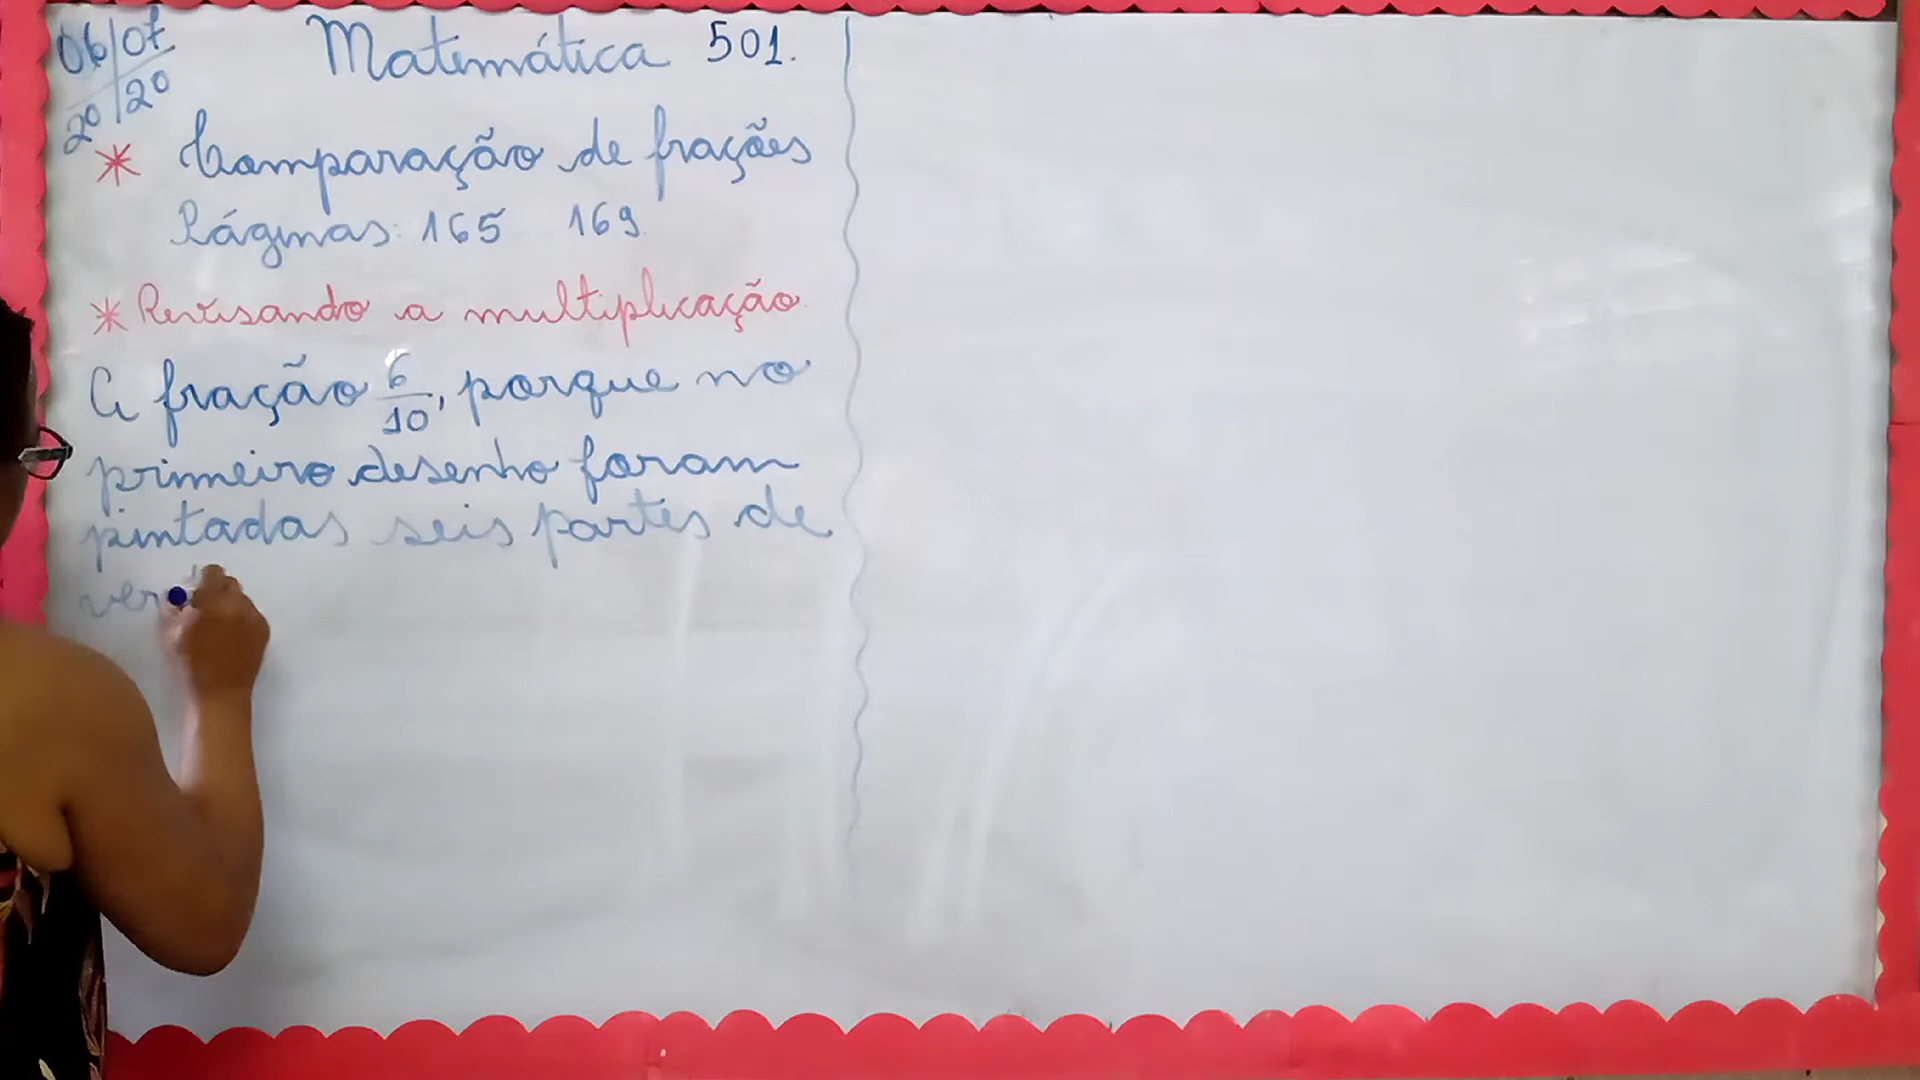 06/07
20/20
Matemática 501.
* Comparação de frações
Páginas: 165 169
* Revisando a multiplicação
A fração 6/10, porque no
primeiro desenho foram
pintadas seis partes de
ver